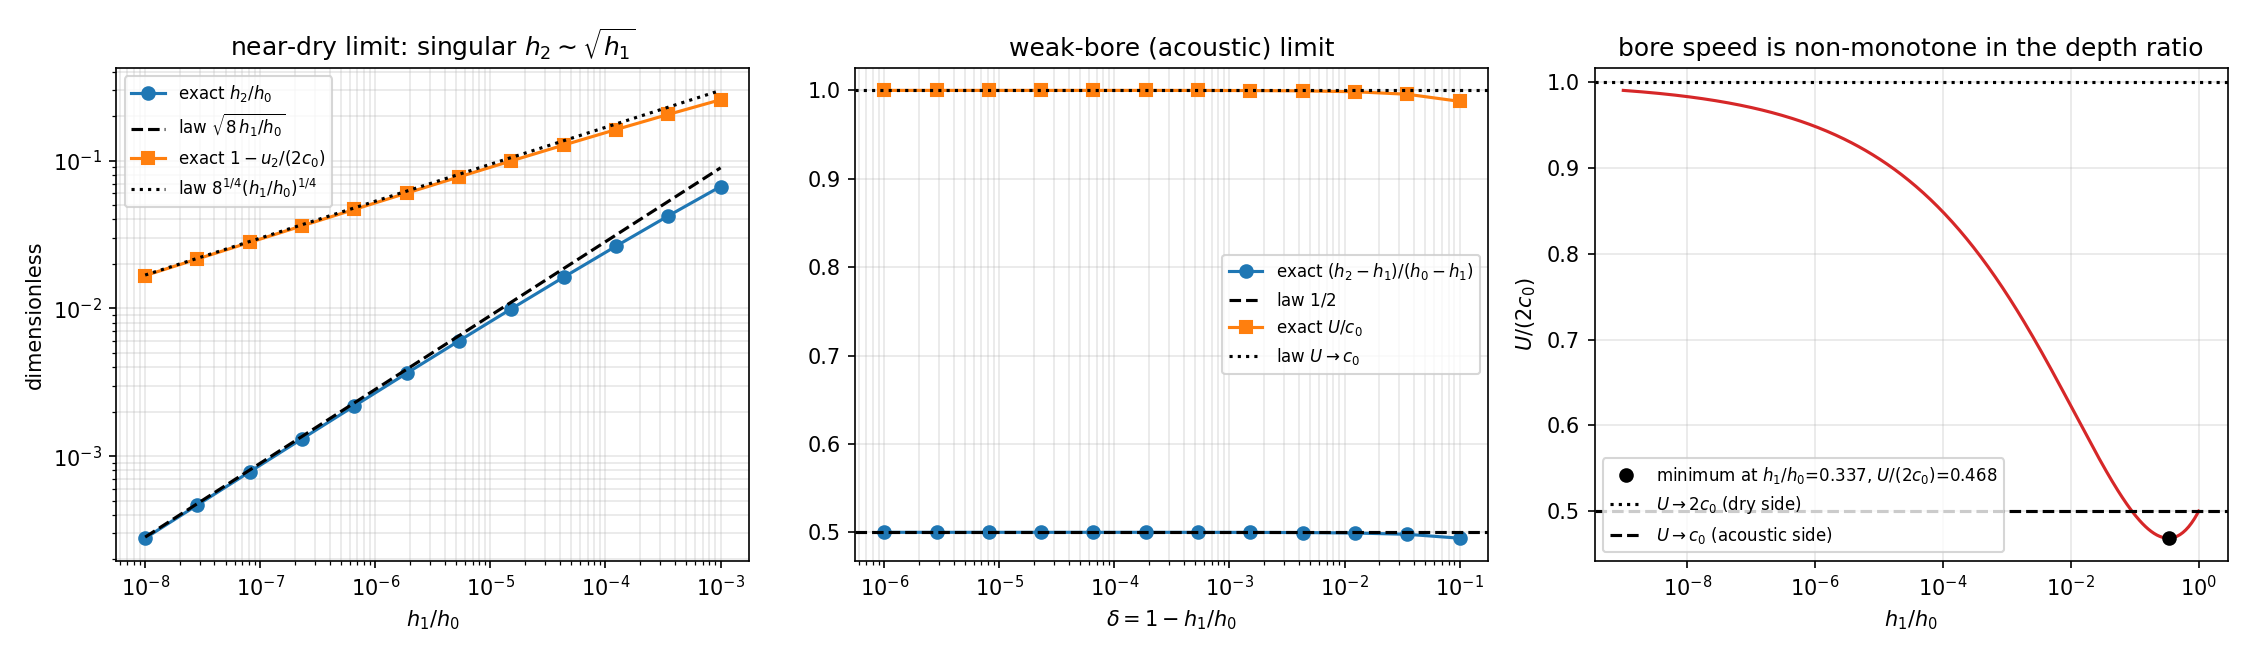 near-dry limit: singular h₂ ∼ √h₁
exact h₂/h₀
law √8 h₁/h₀
exact 1 − u₂/(2c₀)
law 8^{1/4}(h₁/h₀)^{1/4}
dimensionless
10⁻¹
10⁻²
10⁻³
10⁻⁸ 10⁻⁷ 10⁻⁶ 10⁻⁵ 10⁻⁴ 10⁻³
h₁/h₀
weak-bore (acoustic) limit
1.0
0.9
0.8
0.7
0.6
0.5
exact (h₂ − h₁)/(h₀ − h₁)
law 1/2
exact U/c₀
law U → c₀
10⁻⁶ 10⁻⁵ 10⁻⁴ 10⁻³ 10⁻² 10⁻¹
δ = 1 − h₁/h₀
bore speed is non-monotone in the depth ratio
U/(2c₀)
1.0
0.9
0.8
0.7
0.6
0.5
minimum at h₁/h₀=0.337, U/(2c₀)=0.468
U → 2c₀ (dry side)
U → c₀ (acoustic side)
10⁻⁸ 10⁻⁶ 10⁻⁴ 10⁻² 10⁰
h₁/h₀